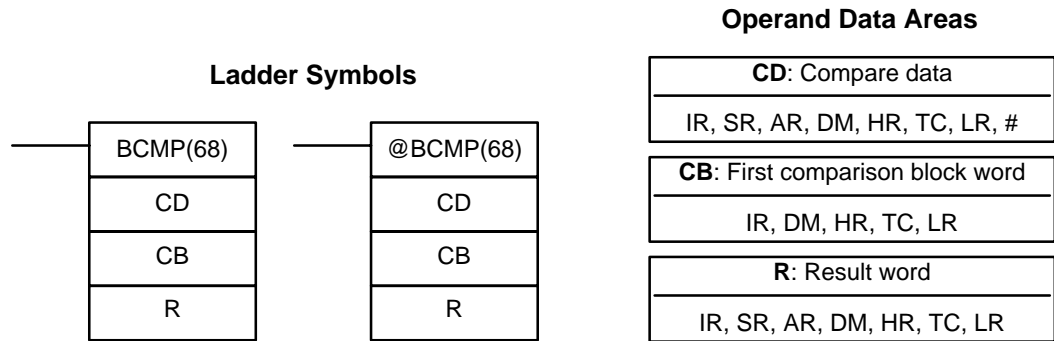 Operand Data Areas
Ladder Symbols
CD: Compare data
IR, SR, AR, DM, HR, TC, LR, #
BCMP(68)
@BCMP(68)
CB: First comparison block word
CD
CD
IR, DM, HR, TC, LR
CB
CB
R: Result word
R
R
IR, SR, AR, DM, HR, TC, LR